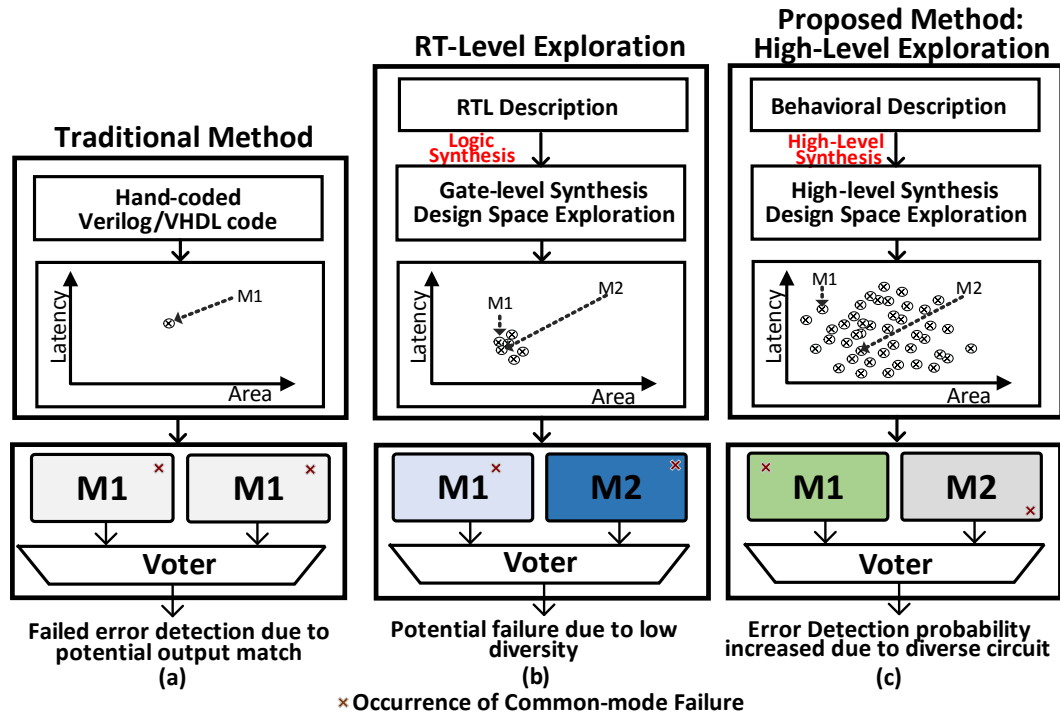 Traditional Method
Hand-coded
Verilog/VHDL code
Latency
M1
Area
M1
M1
Voter
Failed error detection due to
potential output match
(a)
RT-Level Exploration
RTL Description
Logic
Synthesis
Gate-level Synthesis
Design Space Exploration
Latency
M1
M2
Area
M1
M2
Voter
Potential failure due to low
diversity
(b)
Proposed Method:
High-Level Exploration
Behavioral Description
High-Level
Synthesis
High-level Synthesis
Design Space Exploration
Latency
M1
M2
Area
M1
M2
Voter
Error Detection probability
increased due to diverse circuit
(c)
× Occurrence of Common-mode Failure